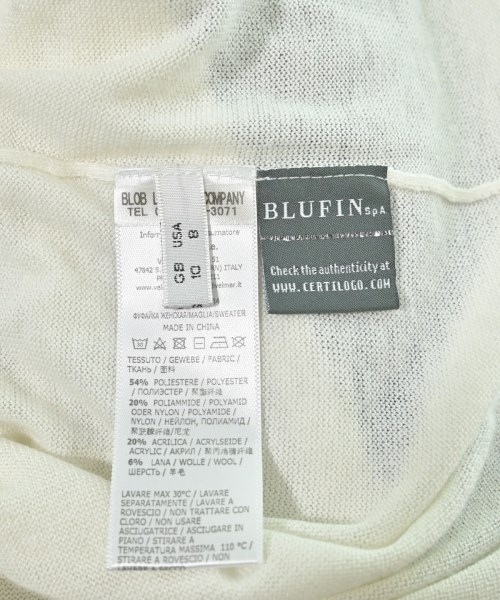 BLOB COMPANY
TEL -3071
GB USA
10 8
47842 S. (RN) ITALY
ФУФАЙКА ЖЕНСКАЯ/MAGLIA/SWEATER
MADE IN CHINA
TESSUTO / GEWEBE / FABRIC /
ТКАНЬ / 面料
54% POLIESTERE / POLYESTER
/ ПОЛИЭСТЕР / 聚酯纤维
20% POLIAMMIDE / POLYAMID
ODER NYLON / POLYAMIDE /
NYLON / НЕЙЛОН, ПОЛИАМИД /
聚酰胺纤维/尼龙
20% ACRILICA / ACRYLSEIDE /
ACRYLIC / АКРИЛ / 聚丙烯腈纤维
6% LANA / WOLLE / WOOL /
ШЕРСТЬ / 羊毛
LAVARE MAX 30°C / LAVARE
SEPARATAMENTE / LAVARE A
ROVESCIO / NON TRATTARE CON
CLORO / NON USARE
ASCIUGATRICE / ASCIUGARE IN
PIANO / STIRARE A ROVESCIO /
STIRARE A
TEMPERATURA MASSIMA 110 °C /
BLUFIN SpA
Check the authenticity at
WWW.CERTILOGO.COM